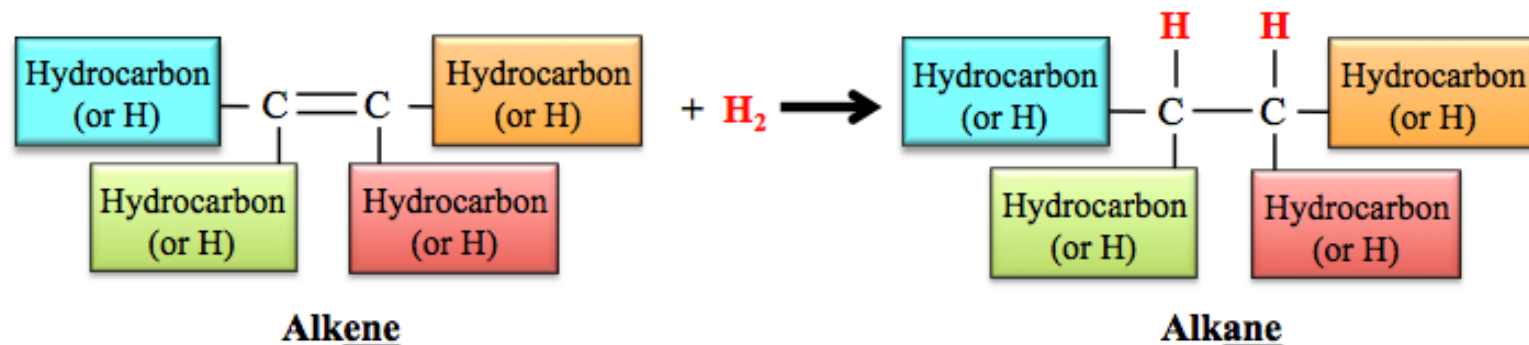 H H
Hydrocarbon
(or H)
C C
Hydrocarbon
(or H)
Hydrocarbon
(or H)
Hydrocarbon
(or H)
+ H₂
Hydrocarbon
(or H)
C C
Hydrocarbon
(or H)
Hydrocarbon
(or H)
Hydrocarbon
(or H)
Alkene
Alkane